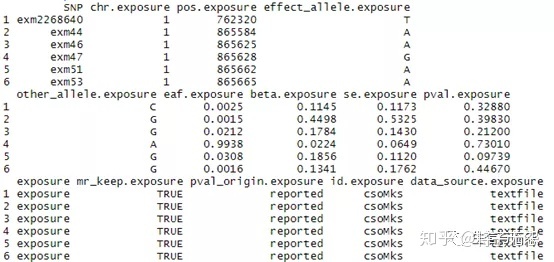 SNP chr.exposure pos.exposure effect_allele.exposure
1 exm2268640 1 762320 T
2 exm44 1 865584 A
3 exm46 1 865625 A
4 exm47 1 865628 G
5 exm51 1 865662 A
6 exm53 1 865665 A
other_allele.exposure eaf.exposure beta.exposure se.exposure pval.exposure
1 C 0.0025 0.1145 0.1173 0.32880
2 G 0.0015 0.4498 0.5325 0.39830
3 G 0.0212 0.1784 0.1430 0.21200
4 A 0.9938 0.0224 0.0649 0.73010
5 G 0.0308 0.1856 0.1120 0.09739
6 G 0.0016 0.1341 0.1762 0.44670
exposure mr_keep.exposure pval_origin.exposure id.exposure data_source.exposure
1 exposure TRUE reported csoMks textfile
2 exposure TRUE reported csoMks textfile
3 exposure TRUE reported csoMks textfile
4 exposure TRUE reported csoMks textfile
5 exposure TRUE reported csoMks textfile
6 exposure TRUE reported csoMks textfile
知乎